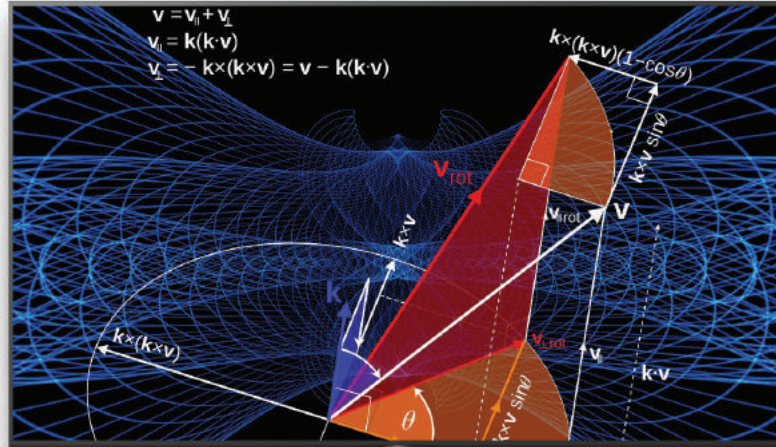 v = v∥ + v⊥
v∥ = k(k·v)
v⊥ = − k×(k×v) = v − k(k·v)
k×(k×v)(1−cosθ)
k×v sinθ
v_rot
v
v∥rot
k×v
k
k×(k×v)
v⊥rot
v∥
k·v
θ
k×v sinθ